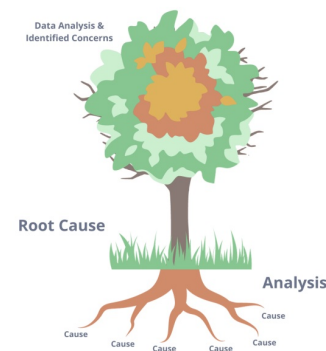 Data Analysis &
Identified Concerns
Root Cause
Analysis
Cause
Cause
Cause
Cause
Cause
Cause